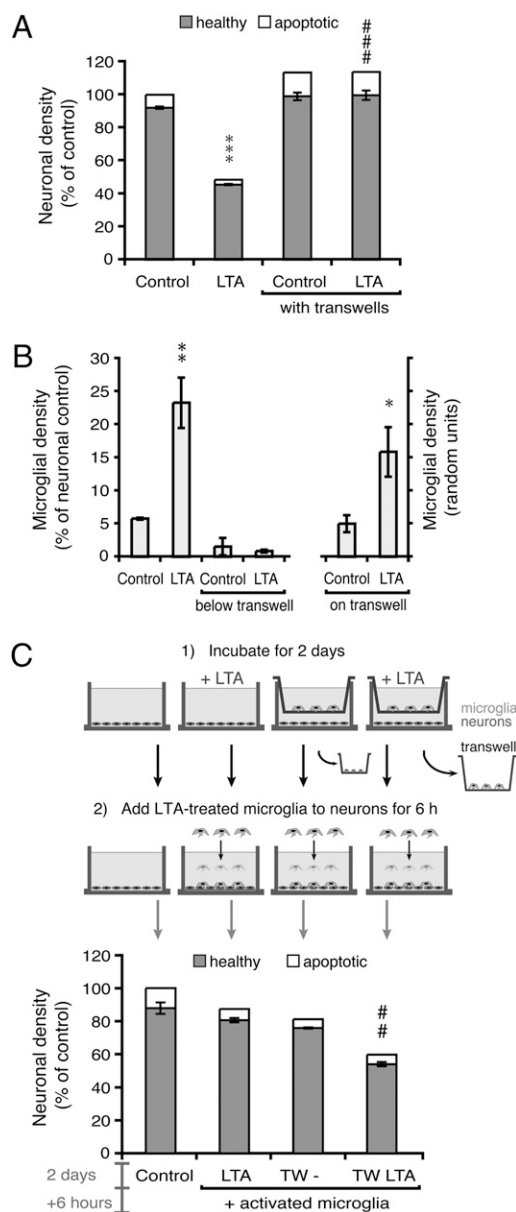 A
healthy apoptotic
Neuronal density
(% of control)
120
100
80
60
40
20
0
***
###
Control LTA Control LTA
with transwells
B
Microglial density
(% of neuronal control)
30
25
20
15
10
5
0
**
*
Microglial density
(random units)
Control LTA Control LTA Control LTA
below transwell on transwell
C
1) Incubate for 2 days
+ LTA + LTA
microglia
neurons
transwell
2) Add LTA-treated microglia to neurons for 6 h
healthy apoptotic
Neuronal density
(% of control)
120
100
80
60
40
20
0
##
2 days Control LTA TW - TW LTA
+6 hours + activated microglia